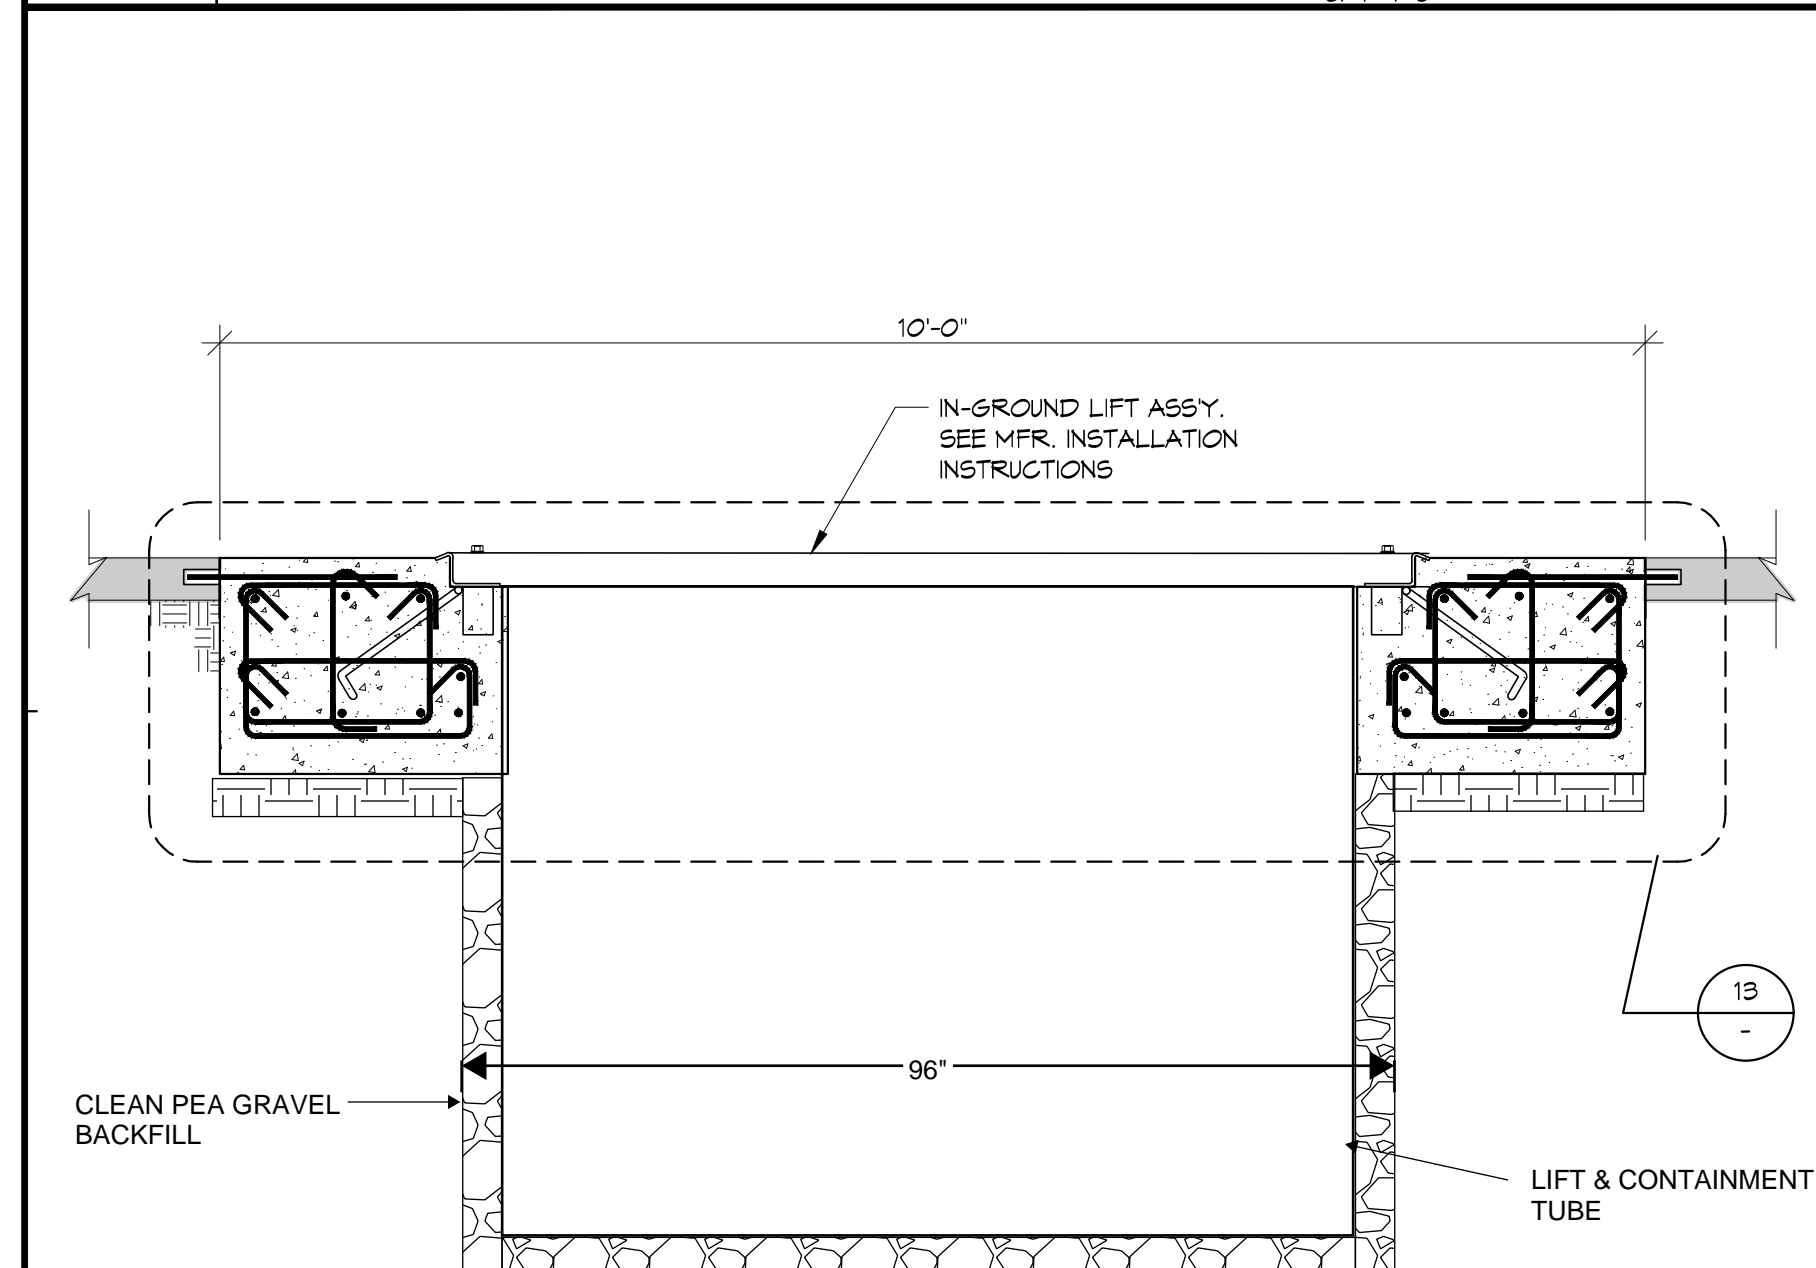 10'-0"
IN-GROUND LIFT ASS'Y.
SEE MFR. INSTALLATION
INSTRUCTIONS
13
-
96"
CLEAN PEA GRAVEL
BACKFILL
LIFT & CONTAINMENT
TUBE